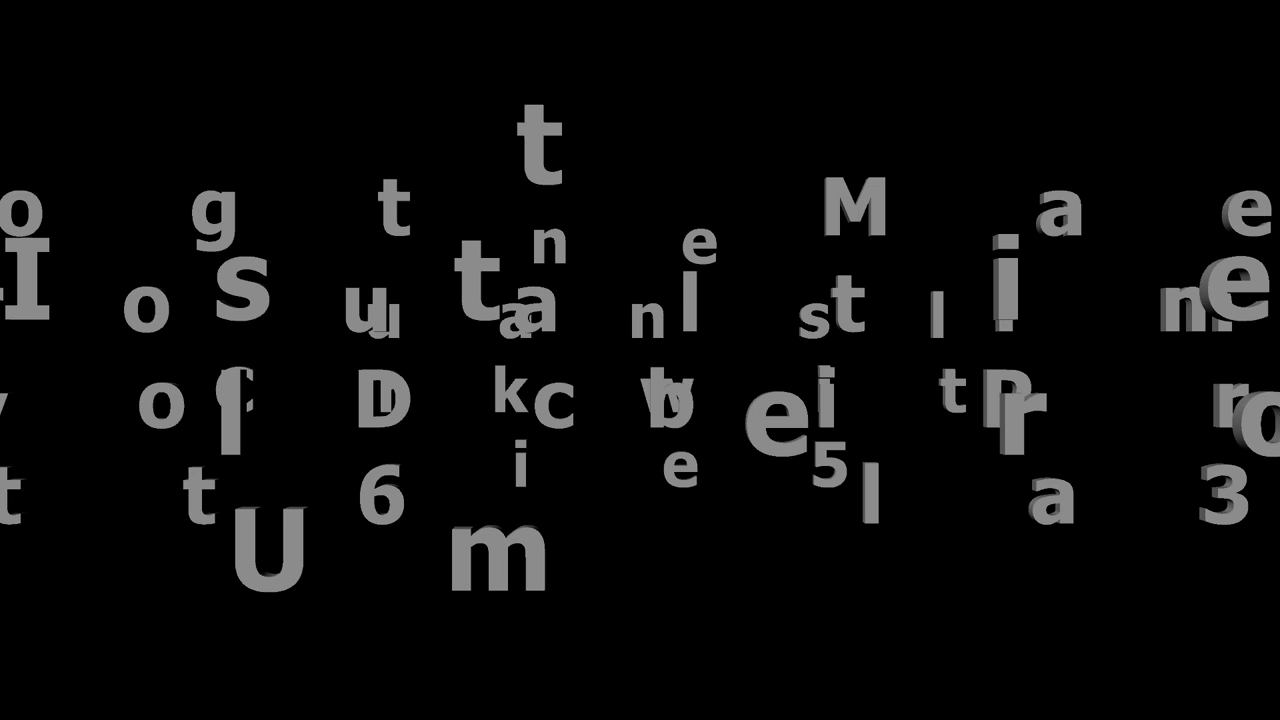 t
o g t M a e
n e
I s t i e
o u a l t i m
u a n s l
k w i t
o D c b i P r
l e r o
i e 5
t t 6 l a 3
U m